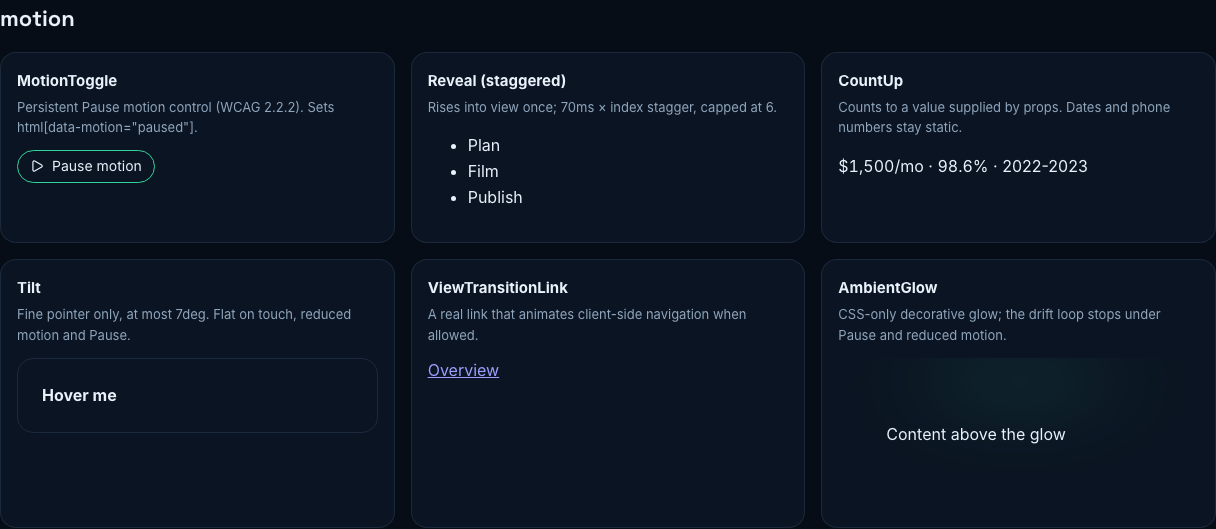 motion
MotionToggle
Persistent Pause motion control (WCAG 2.2.2). Sets
html[data-motion="paused"].
Pause motion
Reveal (staggered)
Rises into view once; 70ms × index stagger, capped at 6.
• Plan
• Film
• Publish
CountUp
Counts to a value supplied by props. Dates and phone
numbers stay static.
$1,500/mo · 98.6% · 2022-2023
Tilt
Fine pointer only, at most 7deg. Flat on touch, reduced
motion and Pause.
Hover me
ViewTransitionLink
A real link that animates client-side navigation when
allowed.
Overview
AmbientGlow
CSS-only decorative glow; the drift loop stops under
Pause and reduced motion.
Content above the glow